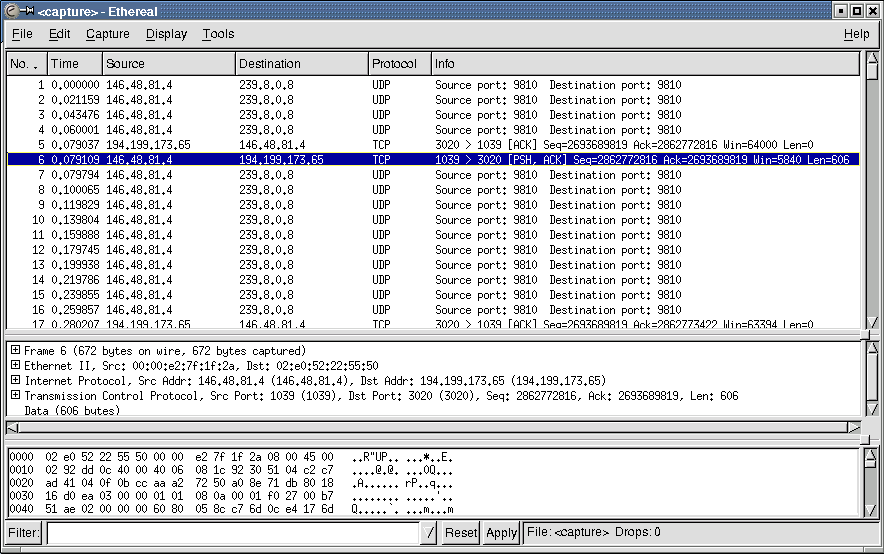 <capture> - Ethereal
File Edit Capture Display Tools Help
No. . Time Source Destination Protocol Info
1 0.000000 146.48.81.4 239.8.0.8 UDP Source port: 9810 Destination port: 9810
2 0.021159 146.48.81.4 239.8.0.8 UDP Source port: 9810 Destination port: 9810
3 0.043476 146.48.81.4 239.8.0.8 UDP Source port: 9810 Destination port: 9810
4 0.060001 146.48.81.4 239.8.0.8 UDP Source port: 9810 Destination port: 9810
5 0.079037 194.199.173.65 146.48.81.4 TCP 3020 > 1039 [ACK] Seq=2693689819 Ack=2862772816 Win=64000 Len=0
6 0.079109 146.48.81.4 194.199.173.65 TCP 1039 > 3020 [PSH, ACK] Seq=2862772816 Ack=2693689819 Win=5840 Len=606
7 0.079794 146.48.81.4 239.8.0.8 UDP Source port: 9810 Destination port: 9810
8 0.100065 146.48.81.4 239.8.0.8 UDP Source port: 9810 Destination port: 9810
9 0.119829 146.48.81.4 239.8.0.8 UDP Source port: 9810 Destination port: 9810
10 0.139804 146.48.81.4 239.8.0.8 UDP Source port: 9810 Destination port: 9810
11 0.159888 146.48.81.4 239.8.0.8 UDP Source port: 9810 Destination port: 9810
12 0.179745 146.48.81.4 239.8.0.8 UDP Source port: 9810 Destination port: 9810
13 0.199938 146.48.81.4 239.8.0.8 UDP Source port: 9810 Destination port: 9810
14 0.219786 146.48.81.4 239.8.0.8 UDP Source port: 9810 Destination port: 9810
15 0.239855 146.48.81.4 239.8.0.8 UDP Source port: 9810 Destination port: 9810
16 0.259857 146.48.81.4 239.8.0.8 UDP Source port: 9810 Destination port: 9810
17 0.280207 194.199.173.65 146.48.81.4 TCP 3020 > 1039 [ACK] Seq=2693689819 Ack=2862773422 Win=63394 Len=0
Frame 6 (672 bytes on wire, 672 bytes captured)
Ethernet II, Src: 00:00:e2:7f:1f:2a, Dst: 02:e0:52:22:55:50
Internet Protocol, Src Addr: 146.48.81.4 (146.48.81.4), Dst Addr: 194.199.173.65 (194.199.173.65)
Transmission Control Protocol, Src Port: 1039 (1039), Dst Port: 3020 (3020), Seq: 2862772816, Ack: 2693689819, Len: 606
Data (606 bytes)
0000 02 e0 52 22 55 50 00 00 e2 7f 1f 2a 08 00 45 00 ..R"UP.. ...*..E.
0010 02 92 dd 0c 40 00 40 06 08 1c 92 30 51 04 c2 c7 ....@.@. ...0Q...
0020 ad 41 04 0f 0b cc aa a2 72 50 a0 8e 71 db 80 18 .A...... rP..q...
0030 16 d0 ea 03 00 00 01 01 08 0a 00 01 f0 27 00 b7 ........ .....'..
0040 51 ae 02 00 00 00 60 80 05 8c c7 6d 0c e4 17 6d Q.....`. ...m...m
Filter: Reset Apply File: <capture> Drops: 0